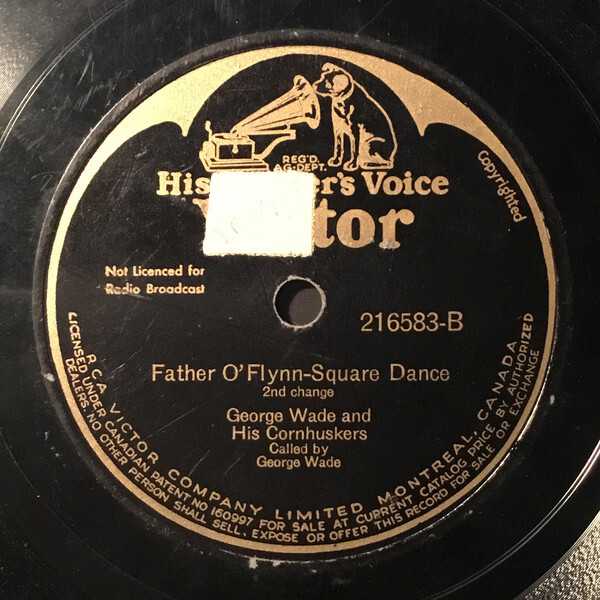 REG'D.
AG-DEPT.
His er's Voice
tor
Copyrighted
Not Licenced for
Radio Broadcast
216583-B
Father O'Flynn-Square Dance
2nd change
George Wade and
His Cornhuskers
Called by
George Wade
R.C.A. VICTOR COMPANY LIMITED MONTREAL, CANADA
LICENSED UNDER CANADIAN PATENT NO 160997 FOR SALE AT CURRENT CATALOG PRICE BY AUTHORIZED
DEALERS. NO OTHER PERSON SHALL SELL, EXPOSE OR OFFER THIS RECORD FOR SALE OR EXCHANGE